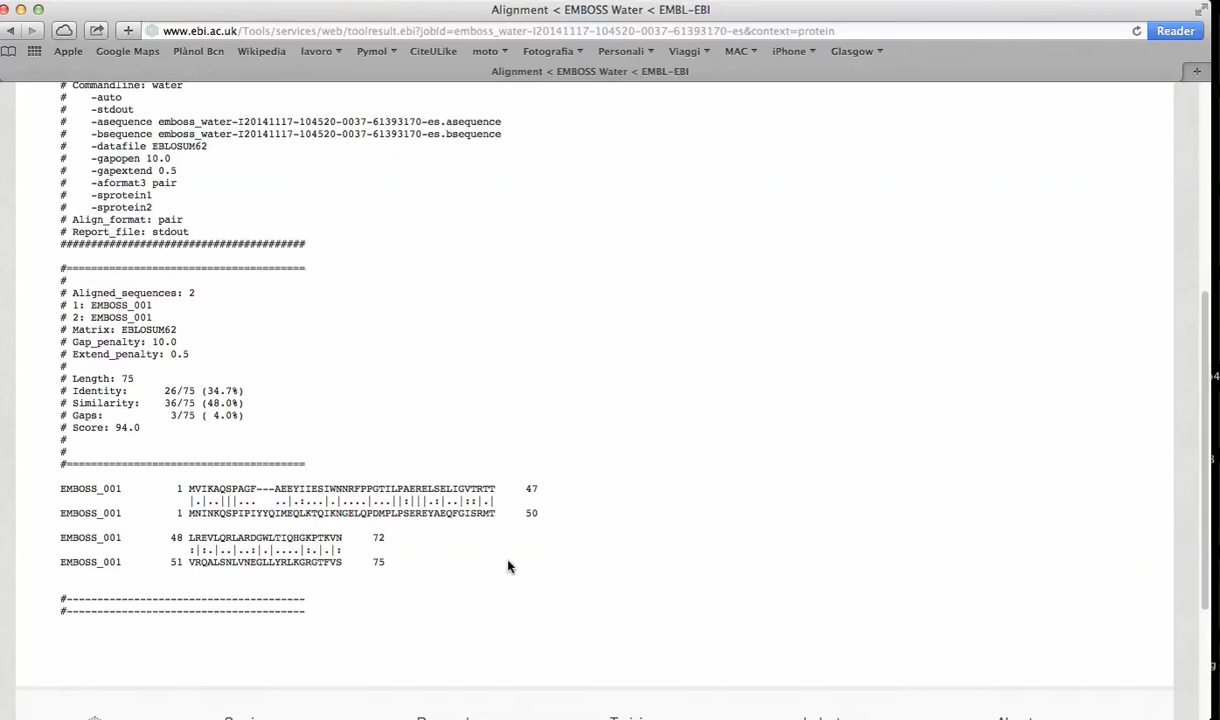 Alignment < EMBOSS Water < EMBL-EBI
www.ebi.ac.uk/Tools/services/web/toolresult.ebi?jobId=emboss_water-I20141117-104520-0037-61393170-es&context=protein
Reader
Apple Google Maps Plànol Bcn Wikipedia lavoro Pymol CiteULike moto Fotografia Personali Viaggi MAC iPhone Glasgow
Alignment < EMBOSS Water < EMBL-EBI
# Commandline: water
# -auto
# -stdout
# -asequence emboss_water-I20141117-104520-0037-61393170-es.asequence
# -bsequence emboss_water-I20141117-104520-0037-61393170-es.bsequence
# -datafile EBLOSUM62
# -gapopen 10.0
# -gapextend 0.5
# -aformat3 pair
# -sprotein1
# -sprotein2
# Align_format: pair
# Report_file: stdout
########################################
#=======================================
#
# Aligned_sequences: 2
# 1: EMBOSS_001
# 2: EMBOSS_001
# Matrix: EBLOSUM62
# Gap_penalty: 10.0
# Extend_penalty: 0.5
#
# Length: 75
# Identity: 26/75 (34.7%)
# Similarity: 36/75 (48.0%)
# Gaps: 3/75 ( 4.0%)
# Score: 94.0
#
#
#=======================================
EMBOSS_001 1 MVIKAQSPAGF---AEEYIIESIWNNRFPPGTILPAERELSELIGVTRTT 47
|.|..|||... ..|.:...|.|....|.|||:|||.:|..|::|.|
EMBOSS_001 1 MNINKQSPIPIYYQIMEQLKTQIKNGELQPDMPLPSEREYAEQFGISRMT 50
EMBOSS_001 48 LREVLQRLARDGWLTIQHGKPTKVN 72
:|:.|..|..:|.|....|:.|.|:
EMBOSS_001 51 VRQALSNLVNEGLLYRLKGRGTFVS 75
#---------------------------------------
#---------------------------------------